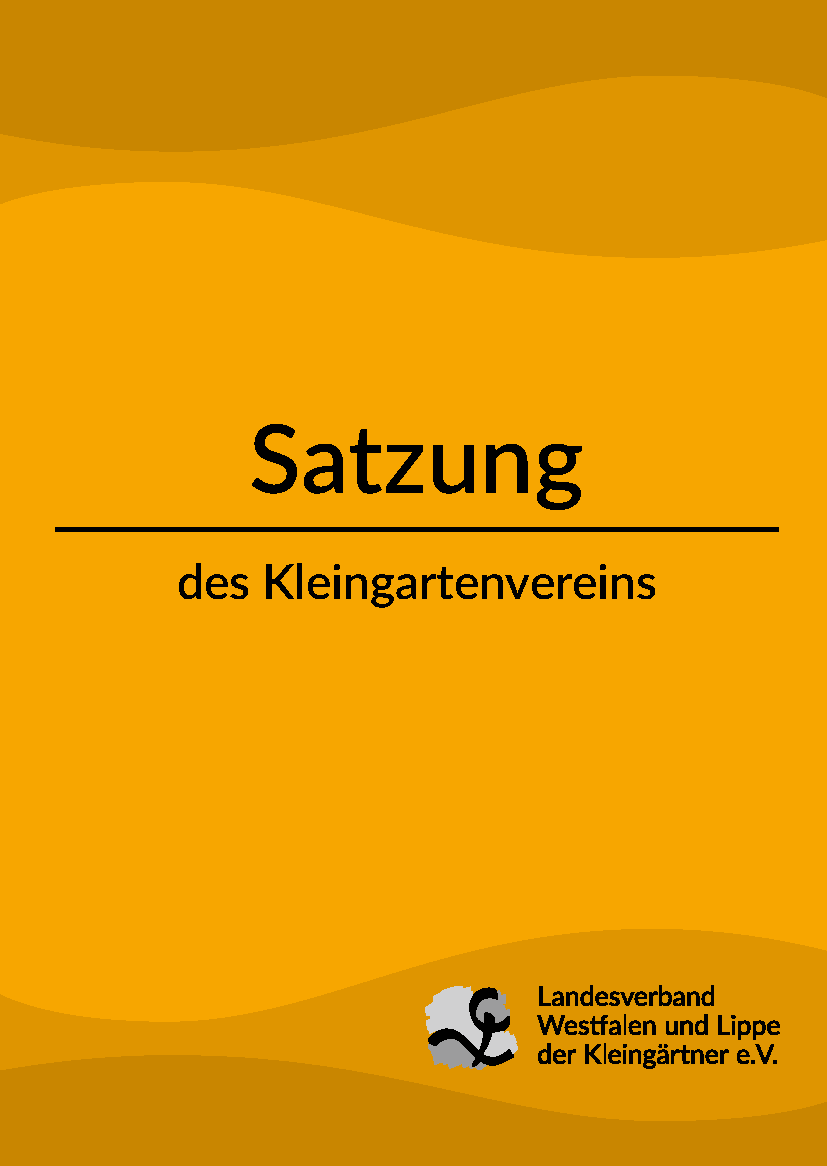 Satzung
des Kleingartenvereins
Landesverband
Westfalen und Lippe
der Kleingärtner e.V.